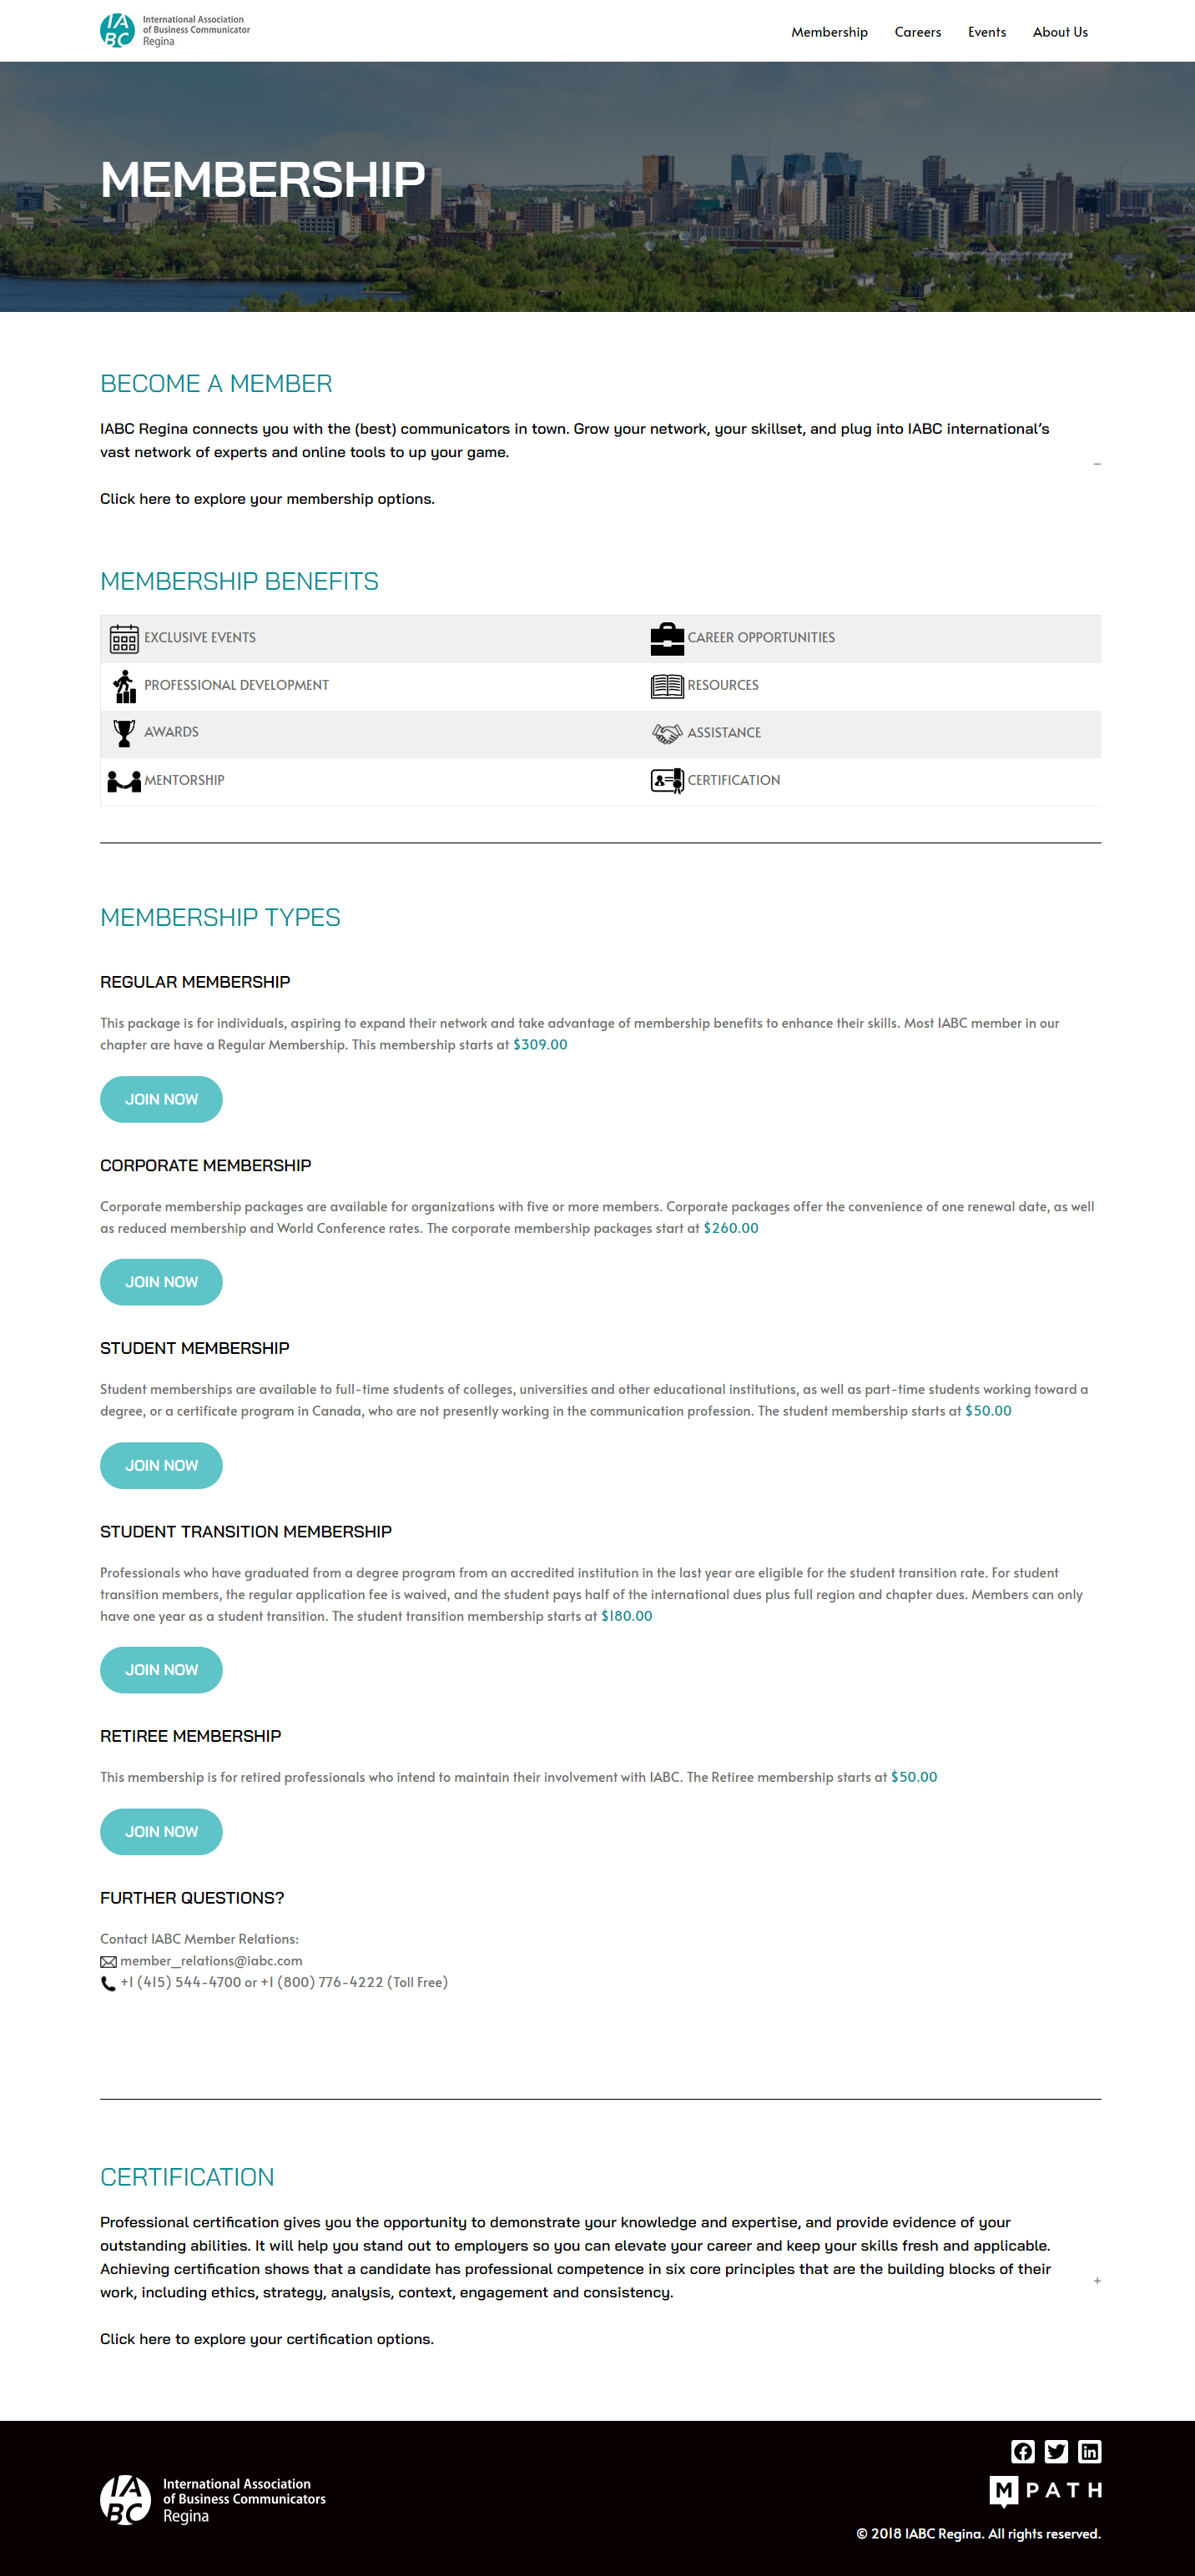 IABC
International Association
of Business Communicator
Regina
Membership
Careers
Events
About Us
MEMBERSHIP
BECOME A MEMBER
IABC Regina connects you with the (best) communicators in town. Grow your network, your skillset, and plug into IABC international's
vast network of experts and online tools to up your game.
Click here to explore your membership options.
–
MEMBERSHIP BENEFITS
EXCLUSIVE EVENTS
CAREER OPPORTUNITIES
PROFESSIONAL DEVELOPMENT
RESOURCES
AWARDS
ASSISTANCE
MENTORSHIP
CERTIFICATION
MEMBERSHIP TYPES
REGULAR MEMBERSHIP
This package is for individuals, aspiring to expand their network and take advantage of membership benefits to enhance their skills. Most IABC member in our
chapter are have a Regular Membership. This membership starts at $309.00
JOIN NOW
CORPORATE MEMBERSHIP
Corporate membership packages are available for organizations with five or more members. Corporate packages offer the convenience of one renewal date, as well
as reduced membership and World Conference rates. The corporate membership packages start at $260.00
JOIN NOW
STUDENT MEMBERSHIP
Student memberships are available to full-time students of colleges, universities and other educational institutions, as well as part-time students working toward a
degree, or a certificate program in Canada, who are not presently working in the communication profession. The student membership starts at $50.00
JOIN NOW
STUDENT TRANSITION MEMBERSHIP
Professionals who have graduated from a degree program from an accredited institution in the last year are eligible for the student transition rate. For student
transition members, the regular application fee is waived, and the student pays half of the international dues plus full region and chapter dues. Members can only
have one year as a student transition. The student transition membership starts at $180.00
JOIN NOW
RETIREE MEMBERSHIP
This membership is for retired professionals who intend to maintain their involvement with IABC. The Retiree membership starts at $50.00
JOIN NOW
FURTHER QUESTIONS?
Contact IABC Member Relations:
member_relations@iabc.com
+1 (415) 544-4700 or +1 (800) 776-4222 (Toll Free)
CERTIFICATION
Professional certification gives you the opportunity to demonstrate your knowledge and expertise, and provide evidence of your
outstanding abilities. It will help you stand out to employers so you can elevate your career and keep your skills fresh and applicable.
Achieving certification shows that a candidate has professional competence in six core principles that are the building blocks of their
work, including ethics, strategy, analysis, context, engagement and consistency.
+
Click here to explore your certification options.
IABC
International Association
of Business Communicators
Regina
M PATH
© 2018 IABC Regina. All rights reserved.